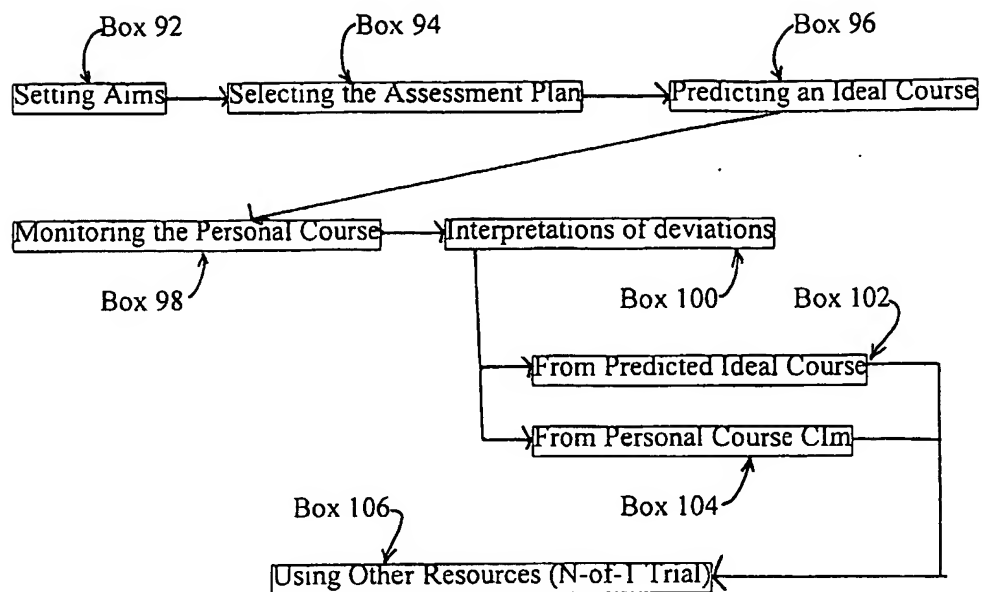 Box 92
Box 94
Box 96
Setting Aims
Selecting the Assessment Plan
Predicting an Ideal Course
Monitoring the Personal Course
Interpretations of deviations
Box 98
Box 100
Box 102
From Predicted Ideal Course
From Personal Course CIm
Box 104
Box 106
Using Other Resources (N-of-1 Trial)